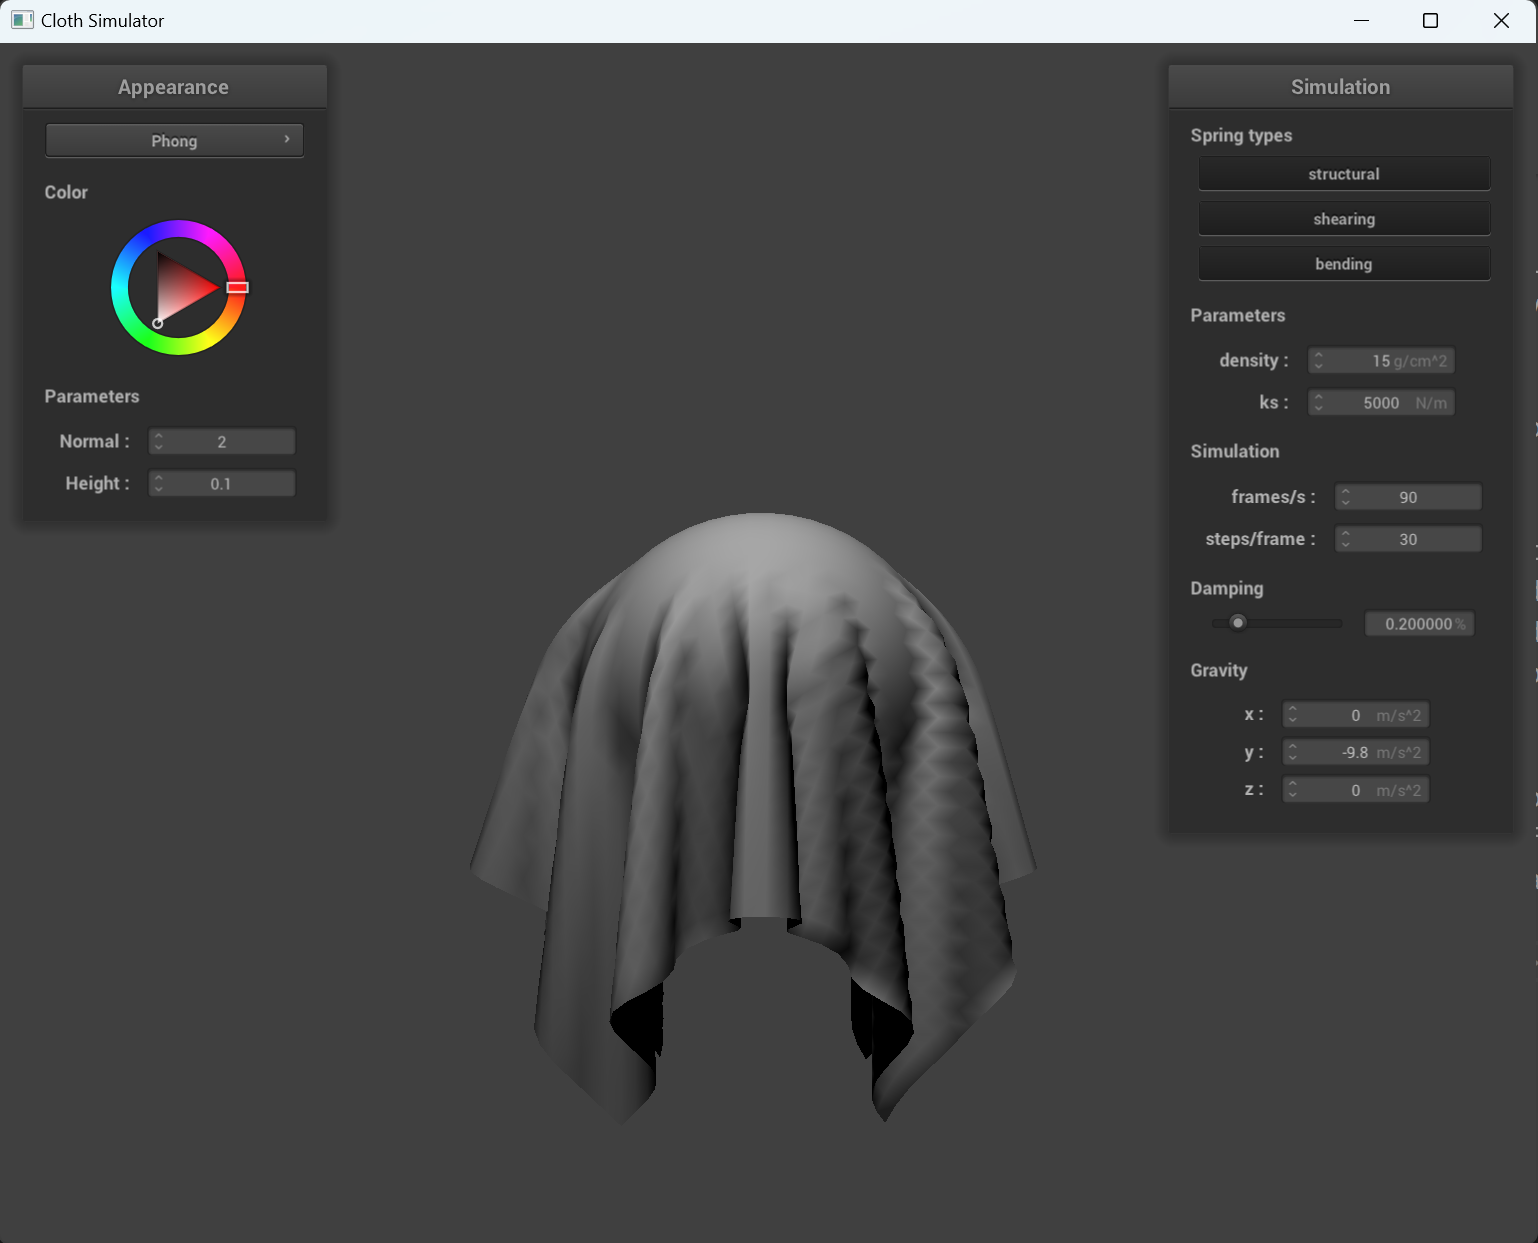 Cloth Simulator
Appearance
Phong
Color
Parameters
Normal : 2
Height : 0.1
Simulation
Spring types
structural
shearing
bending
Parameters
density : 15 g/cm^2
ks : 5000 N/m
Simulation
frames/s : 90
steps/frame : 30
Damping
0.200000 %
Gravity
x : 0 m/s^2
y : -9.8 m/s^2
z : 0 m/s^2